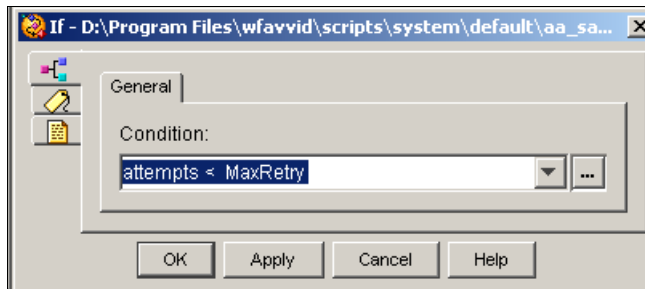 If - D:\Program Files\wfavvid\scripts\system\default\aa_sa...
General
Condition:
attempts < MaxRetry
...
OK Apply Cancel Help